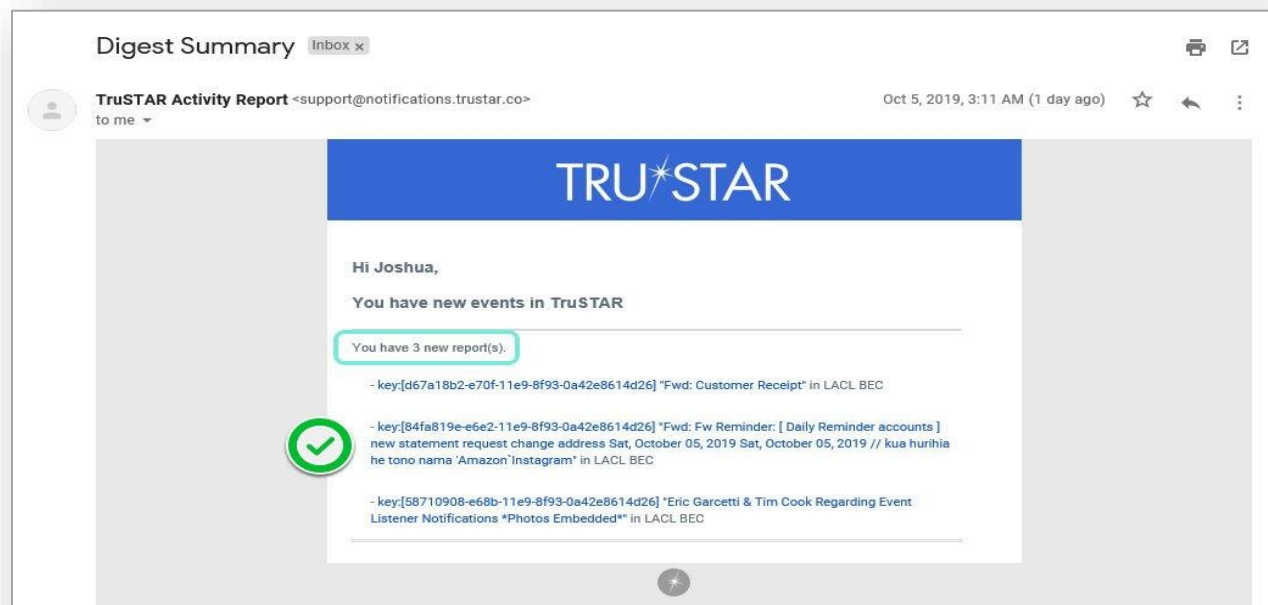 Digest Summary Inbox x
TruSTAR Activity Report <support@notifications.trustar.co> Oct 5, 2019, 3:11 AM (1 day ago)
to me
TRU*STAR
Hi Joshua,
You have new events in TruSTAR
You have 3 new report(s).
- key:[d67a18b2-e70f-11e9-8f93-0a42e8614d26] "Fwd: Customer Receipt" in LACL BEC
- key:[84fa819e-e6e2-11e9-8f93-0a42e8614d26] "Fwd: Fw Reminder: [ Daily Reminder accounts ]
new statement request change address Sat, October 05, 2019 Sat, October 05, 2019 // kua hurihia
he tono nama 'Amazon`Instagram" in LACL BEC
- key:[58710908-e68b-11e9-8f93-0a42e8614d26] "Eric Garcetti & Tim Cook Regarding Event
Listener Notifications *Photos Embedded*" in LACL BEC